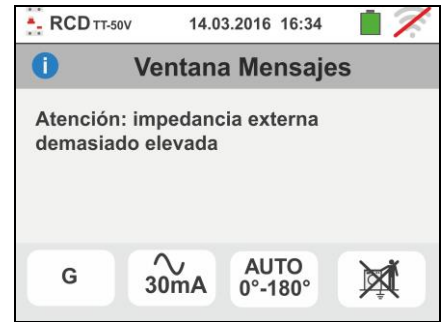 RCD TT-50V 14.03.2016 16:34
i Ventana Mensajes
Atención: impedancia externa
demasiado elevada
G 30mA AUTO
0°-180°